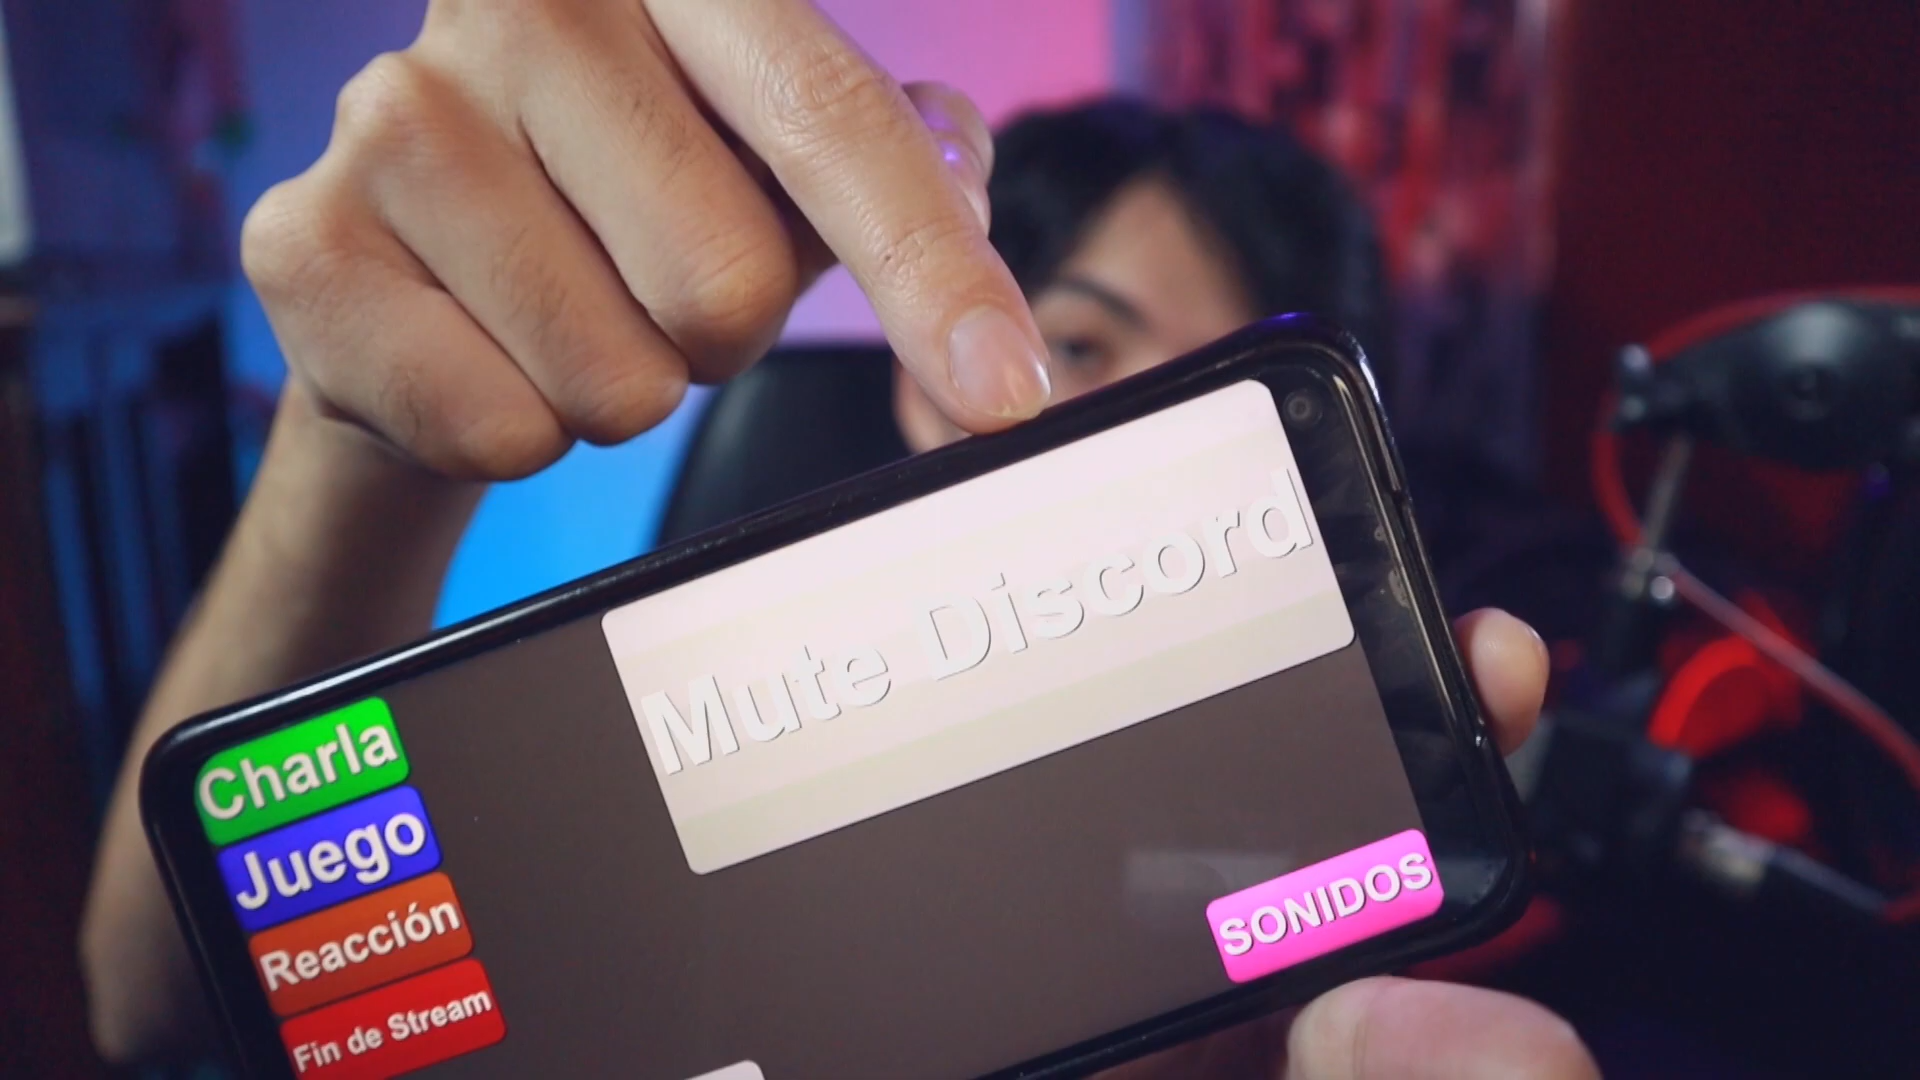 Mute Discord
Charla
Juego
Reacción
Fin de Stream
SONIDOS